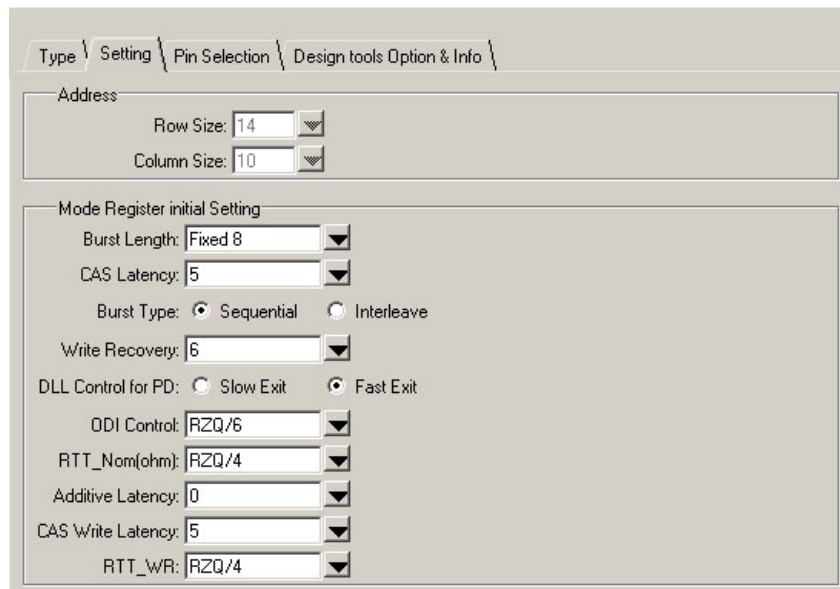 Type Setting Pin Selection Design tools Option & Info
Address
Row Size: 14
Column Size: 10
Mode Register initial Setting
Burst Length: Fixed 8
CAS Latency: 5
Burst Type: Sequential Interleave
Write Recovery: 6
DLL Control for PD: Slow Exit Fast Exit
ODI Control: RZQ/6
RTT_Nom(ohm): RZQ/4
Additive Latency: 0
CAS Write Latency: 5
RTT_WR: RZQ/4